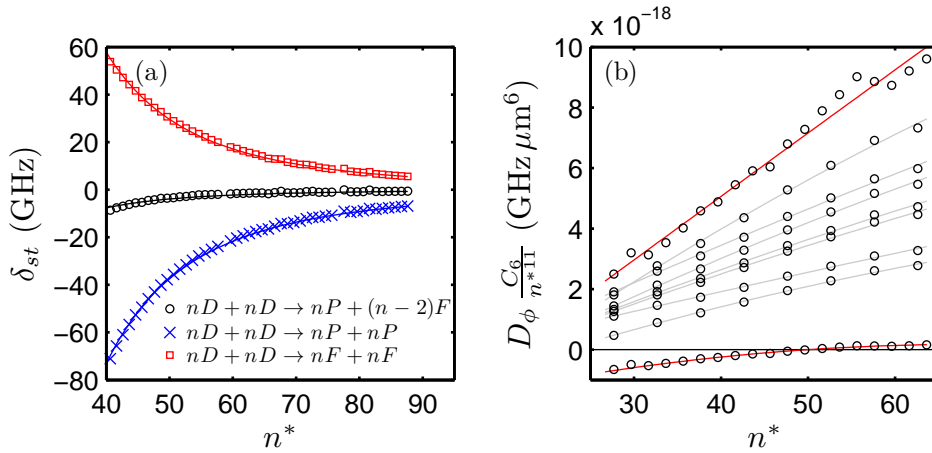 60
40
20
0
−20
−40
−60
−80
40 50 60 70 80 90
δ_st (GHz)
n*
(a)
nD + nD → nP + (n − 2)F
nD + nD → nP + nP
nD + nD → nF + nF
x 10^-18
10
8
6
4
2
0
30 40 50 60
D_ϕ C_6/n*11 (GHz μm^6)
n*
(b)